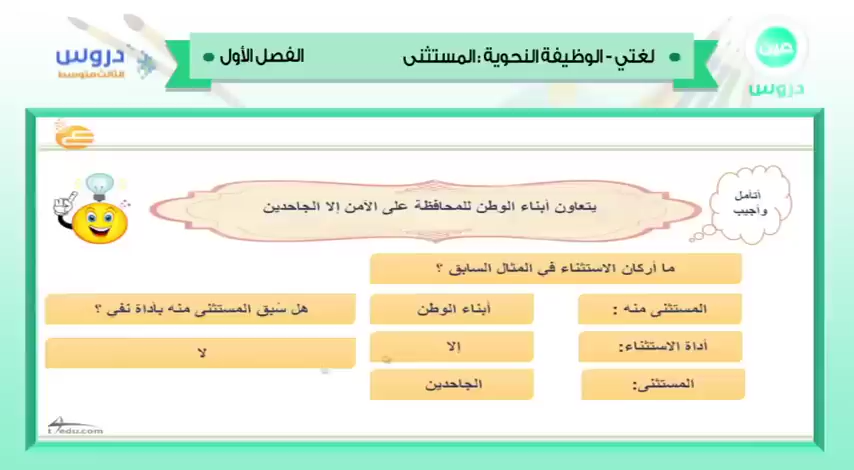 لغتي - الوظيفة النحوية : المستثنى
الفصل الأول
دروس
الثالث متوسط
عين
دروس
أتأمل
وأجيب
يتعاون أبناء الوطن للمحافظة على الأمن إلا الجاحدين
ما أركان الاستثناء في المثال السابق ؟
المستثنى منه :
أبناء الوطن
هل سَبق المستثنى منه بأداة نفي ؟
أداة الاستثناء:
إلا
لا
المستثنى:
الجاحدين
t4edu.com